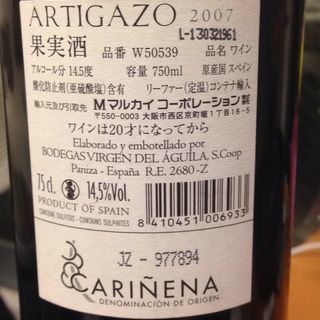 ARTIGAZO 2007
L-130321961
果実酒 品番 W50539 品名 ワイン
アルコール分 14.5度 容量 750ml 原産国 スペイン
酸化防止剤(亜硫酸塩)含有 リーファー(定温)コンテナ輸入
輸入元及び引取先 Mマルカイ コーポレーション製
〒550-0003 大阪市西区京町堀1丁目18-5
ワインは20才になってから
Elaborado y embotellado por
BODEGAS VIRGEN DEL ÁGUILA, S.Coop
Paniza - España R.E. 2680-Z
75 cl. 14,5%Vol.
PRODUCT OF SPAIN
CONTIENE SULFITOS - CONTAINS SULPHITES
8 410451 006933
JZ - 977894
CARIÑENA
DENOMINACIÓN DE ORIGEN